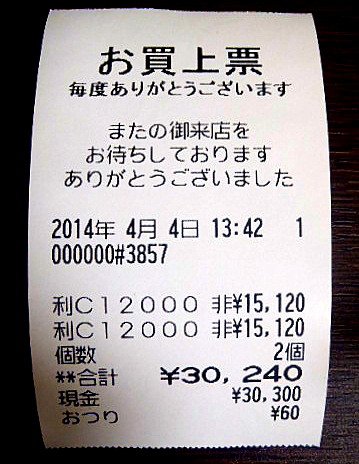 お買上票
毎度ありがとうございます
またの御来店を
お待ちしております
ありがとうございました
2014年 4月 4日 13:42 1
000000#3857
利C12000 非¥15,120
利C12000 非¥15,120
個数 2個
**合計 ¥30,240
現金 ¥30,300
おつり ¥60